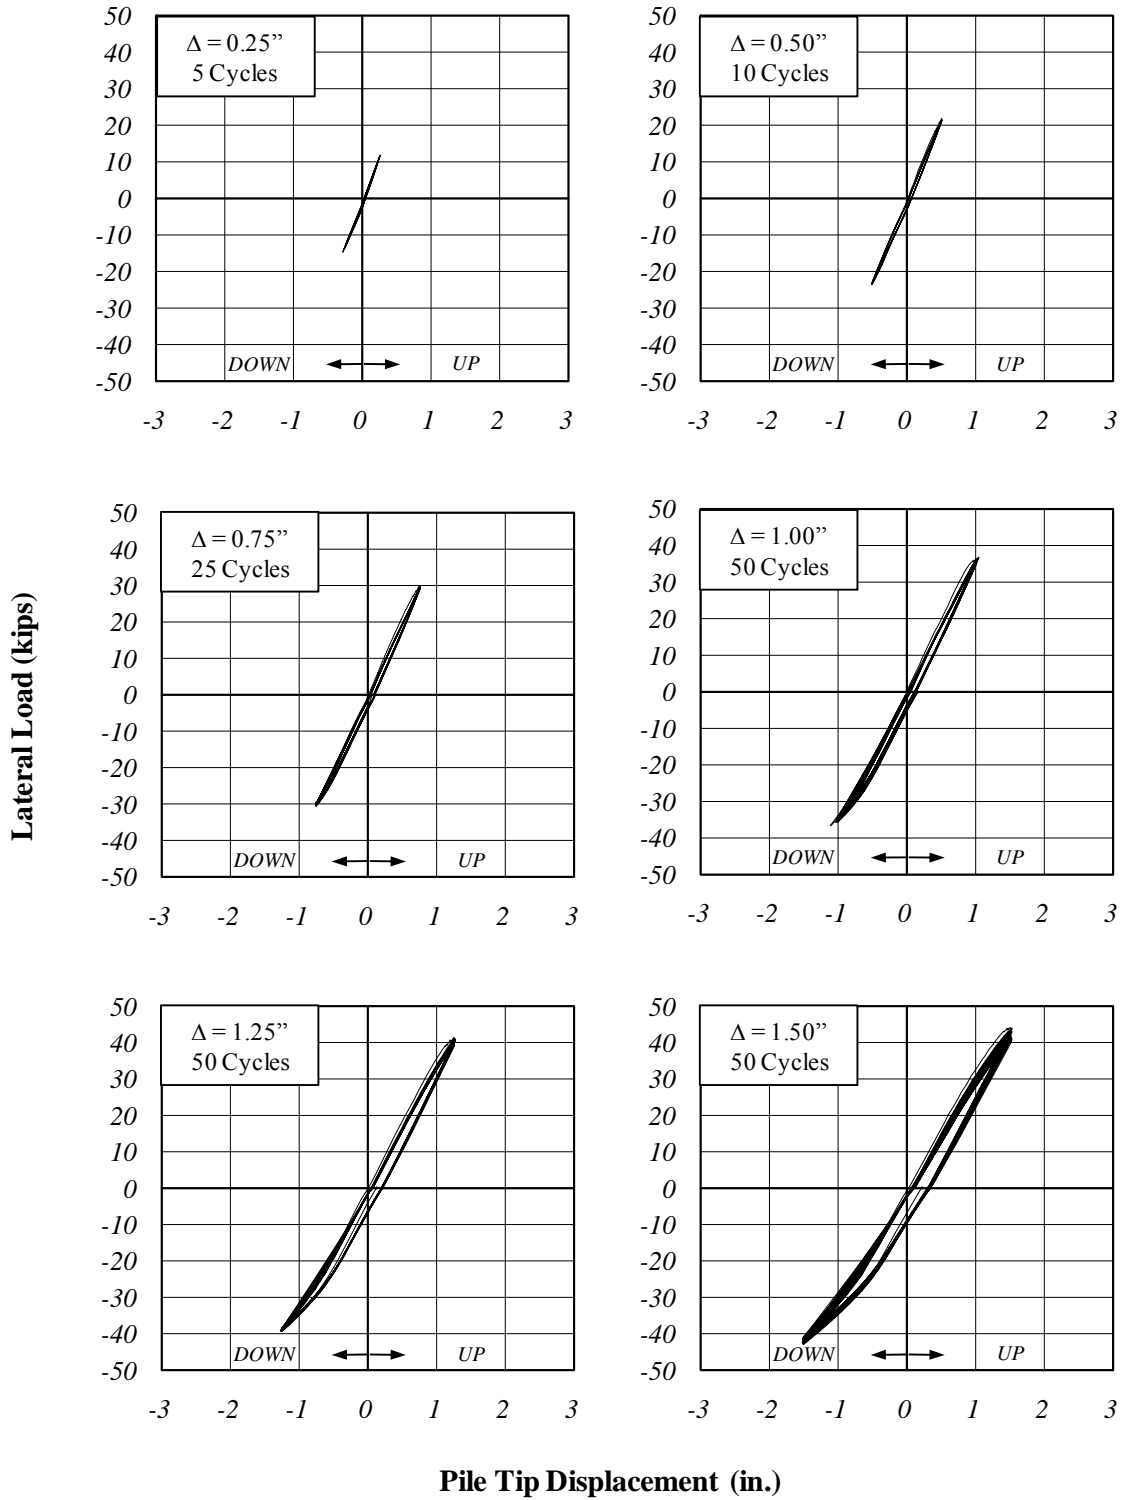 50
40
30
20
10
0
-10
-20
-30
-40
-50
Δ = 0.25”
5 Cycles
DOWN
UP
-3 -2 -1 0 1 2 3
50
40
30
20
10
0
-10
-20
-30
-40
-50
Δ = 0.50”
10 Cycles
DOWN
UP
-3 -2 -1 0 1 2 3
Lateral Load (kips)
50
40
30
20
10
0
-10
-20
-30
-40
-50
Δ = 0.75”
25 Cycles
DOWN
UP
-3 -2 -1 0 1 2 3
50
40
30
20
10
0
-10
-20
-30
-40
-50
Δ = 1.00”
50 Cycles
DOWN
UP
-3 -2 -1 0 1 2 3
50
40
30
20
10
0
-10
-20
-30
-40
-50
Δ = 1.25”
50 Cycles
DOWN
UP
-3 -2 -1 0 1 2 3
50
40
30
20
10
0
-10
-20
-30
-40
-50
Δ = 1.50”
50 Cycles
DOWN
UP
-3 -2 -1 0 1 2 3
Pile Tip Displacement (in.)